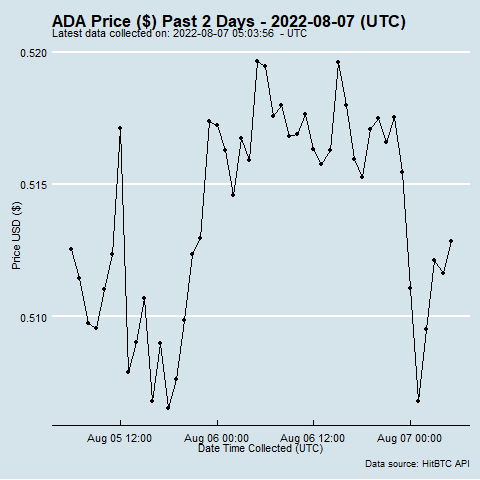 ADA Price ($) Past 2 Days - 2022-08-07 (UTC)
Latest data collected on: 2022-08-07 05:03:56 - UTC
0.520
0.515
0.510
Price USD ($)
Aug 05 12:00
Aug 06 00:00
Aug 06 12:00
Aug 07 00:00
Date Time Collected (UTC)
Data source: HitBTC API